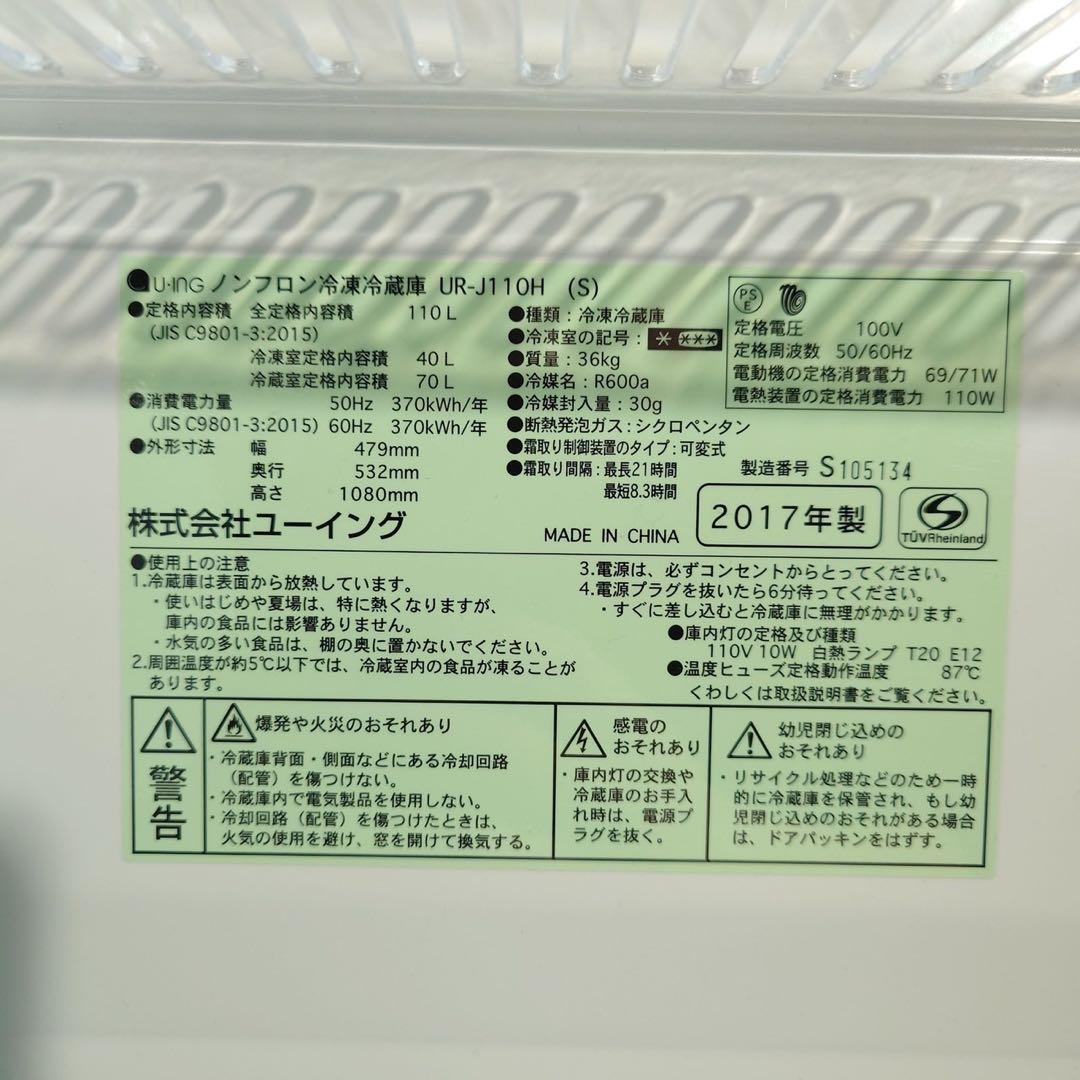 U·ING ノンフロン冷凍冷蔵庫 UR-J110H (S)
●定格内容積 全定格内容積 110 L
(JIS C9801-3:2015)
冷凍室定格内容積 40 L
冷蔵室定格内容積 70 L
●消費電力量 50Hz 370kWh/年
(JIS C9801-3:2015) 60Hz 370kWh/年
●外形寸法 幅 479mm
奥行 532mm
高さ 1080mm
株式会社ユーイング
●種類：冷凍冷蔵庫
●冷凍室の記号：* ***
●質量：36kg
●冷媒名：R600a
●冷媒封入量：30g
●断熱発泡ガス：シクロペンタン
●霜取り制御装置のタイプ：可変式
●霜取り間隔：最長21時間
最短8.3時間
MADE IN CHINA
PS
E
定格電圧 100V
定格周波数 50/60Hz
電動機の定格消費電力 69/71W
電熱装置の定格消費電力 110W
製造番号 S105134
2017年製
TÜVRheinland
●使用上の注意
1.冷蔵庫は表面から放熱しています。
・使いはじめや夏場は、特に熱くなりますが、
庫内の食品には影響ありません。
・水気の多い食品は、棚の奥に置かないでください。
2.周囲温度が約5℃以下では、冷蔵室内の食品が凍ることが
あります。
3.電源は、必ずコンセントからとってください。
4.電源プラグを抜いたら6分待ってください。
・すぐに差し込むと冷蔵庫に無理がかかります。
●庫内灯の定格及び種類
110V 10W 白熱ランプ T20 E12
●温度ヒューズ定格動作温度 87℃
くわしくは取扱説明書をご覧ください。
警告
爆発や火災のおそれあり
・冷蔵庫背面・側面などにある冷却回路
（配管）を傷つけない。
・冷蔵庫内で電気製品を使用しない。
・冷却回路（配管）を傷つけたときは、
火気の使用を避け、窓を開けて換気する。
感電の
おそれあり
・庫内灯の交換や
冷蔵庫のお手入
れ時は、電源プ
ラグを抜く。
幼児閉じ込めの
おそれあり
・リサイクル処理などのため一時
的に冷蔵庫を保管され、もし幼
児閉じ込めのおそれがある場合
は、ドアパッキンをはずす。